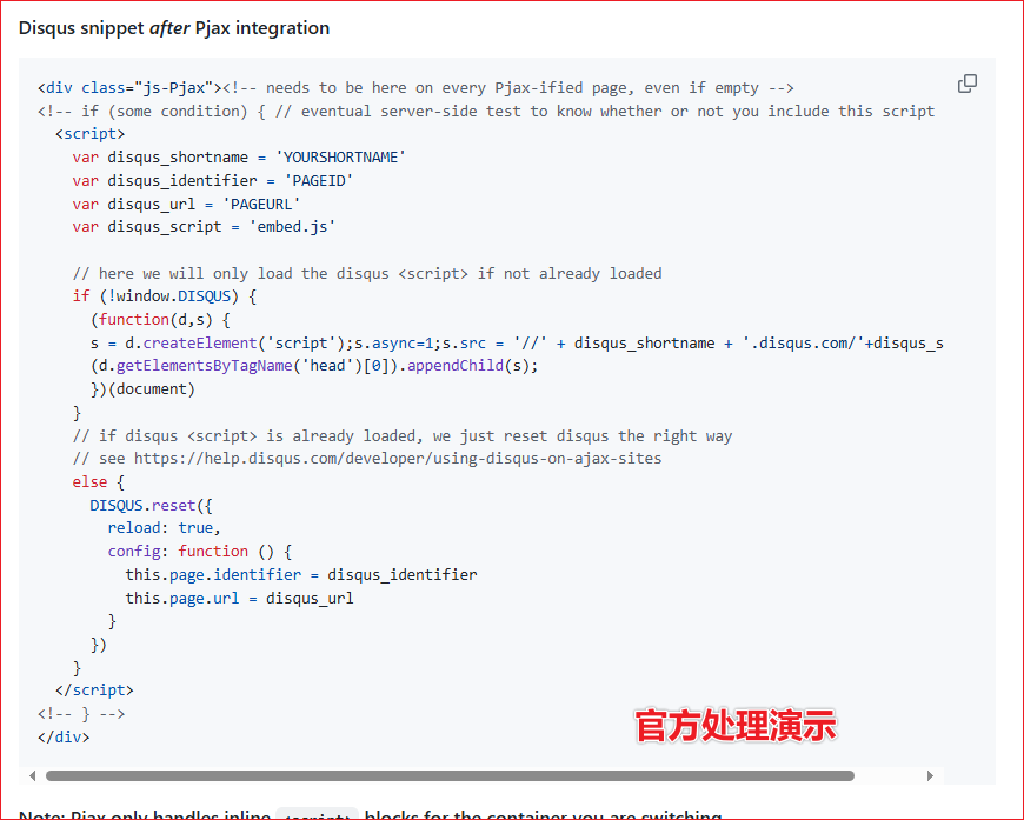 Disqus snippet after Pjax integration
<div class="js-Pjax"><!-- needs to be here on every Pjax-ified page, even if empty -->
<!-- if (some condition) { // eventual server-side test to know whether or not you include this script
  <script>
    var disqus_shortname = 'YOURSHORTNAME'
    var disqus_identifier = 'PAGEID'
    var disqus_url = 'PAGEURL'
    var disqus_script = 'embed.js'

    // here we will only load the disqus <script> if not already loaded
    if (!window.DISQUS) {
      (function(d,s) {
      s = d.createElement('script');s.async=1;s.src = '//' + disqus_shortname + '.disqus.com/'+disqus_s
      (d.getElementsByTagName('head')[0]).appendChild(s);
      })(document)
    }
    // if disqus <script> is already loaded, we just reset disqus the right way
    // see https://help.disqus.com/developer/using-disqus-on-ajax-sites
    else {
      DISQUS.reset({
        reload: true,
        config: function () {
          this.page.identifier = disqus_identifier
          this.page.url = disqus_url
        }
      })
    }
  </script>
<!-- } -->
官方处理演示
</div>
Note: Pjax only handles inline <script> blocks for the container you are switching.